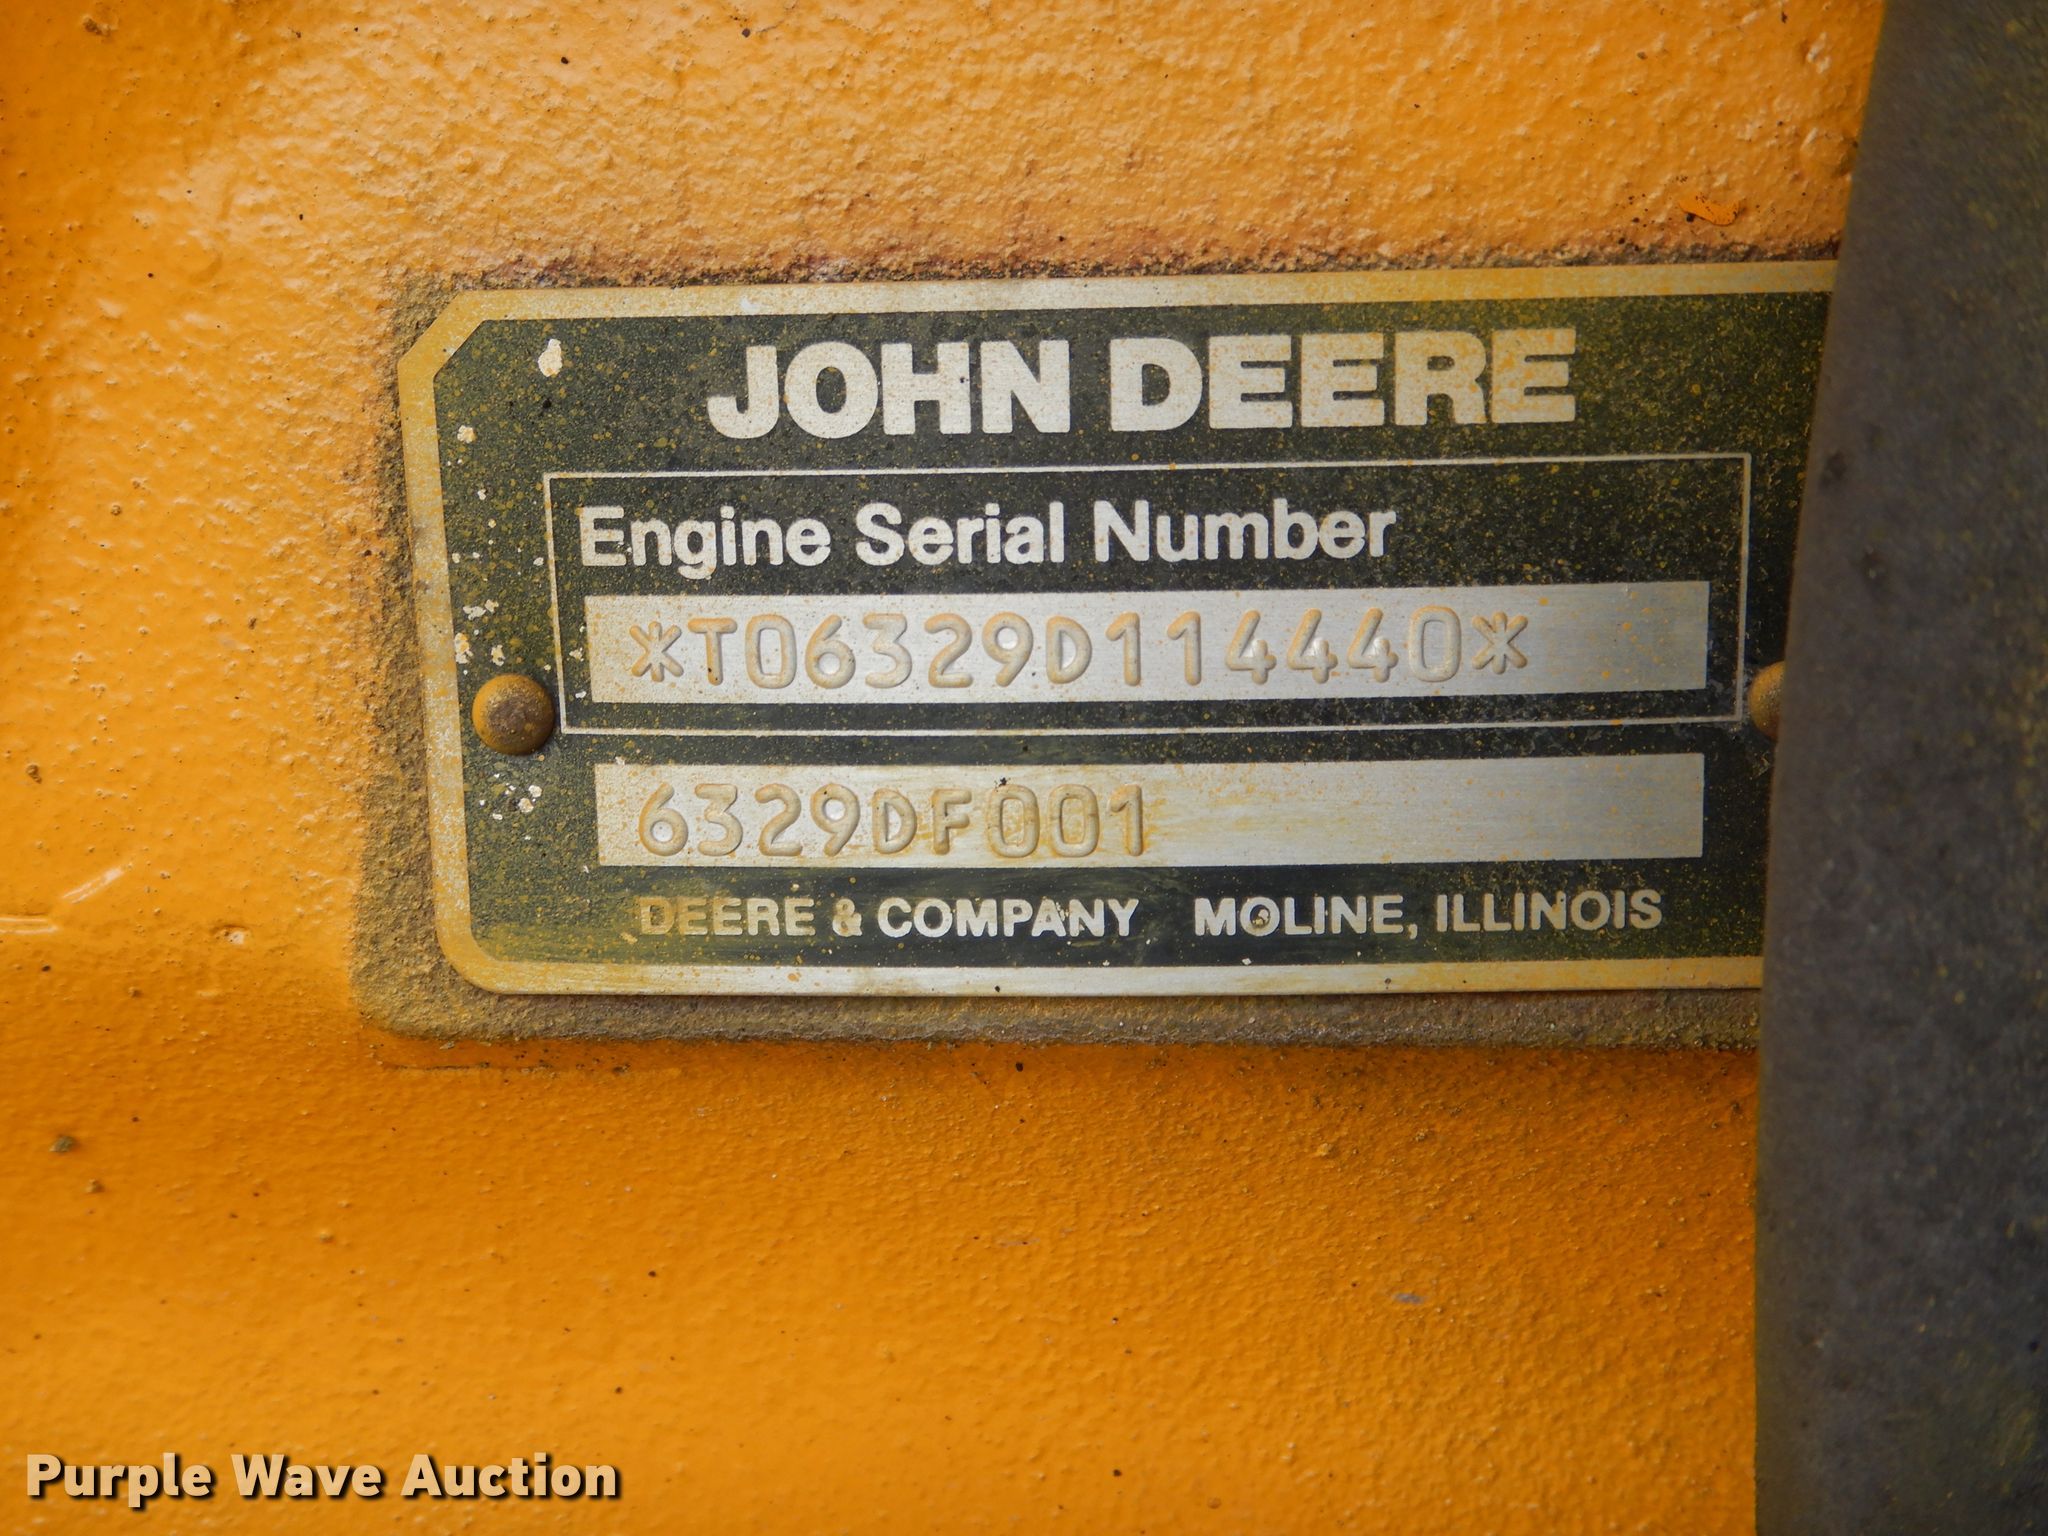 JOHN DEERE
Engine Serial Number
*T06329D114440*
6329DF001
DEERE & COMPANY MOLINE, ILLINOIS
Purple Wave Auction